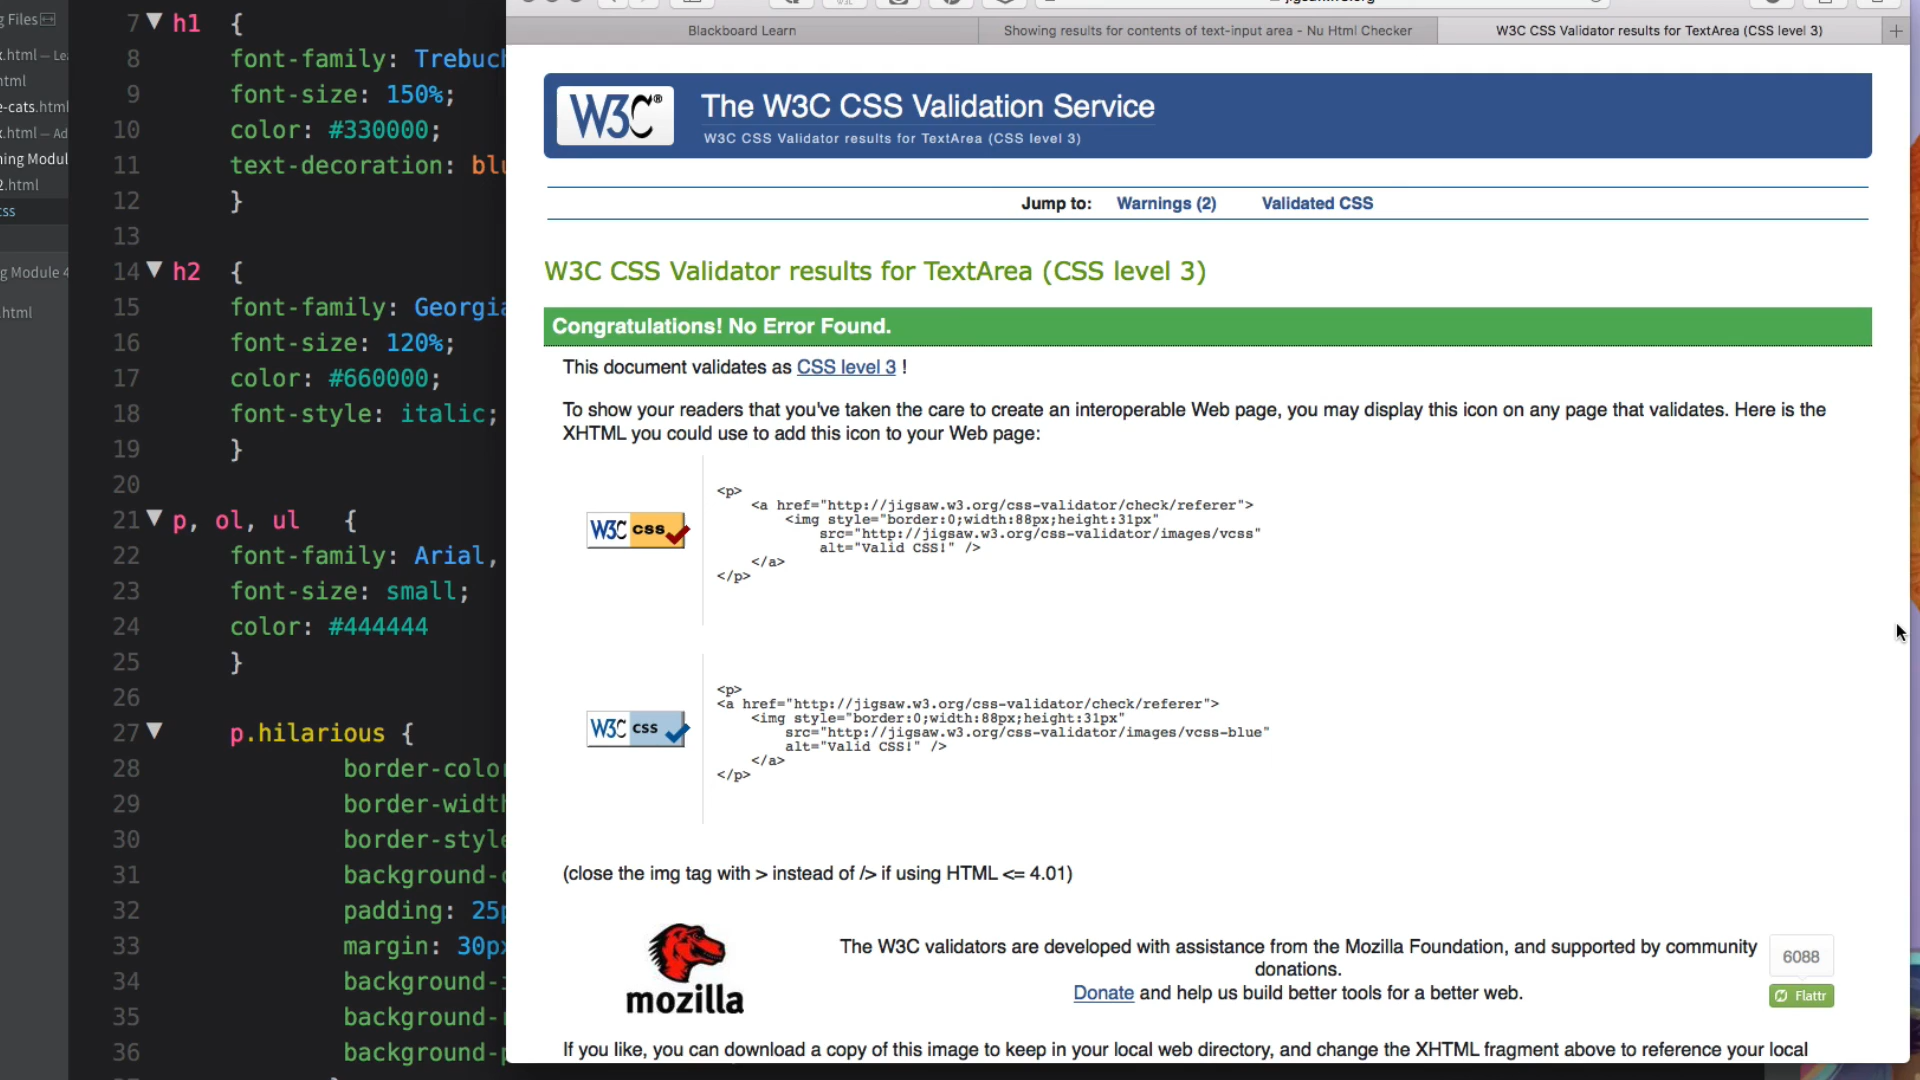 g Files
x.html — Lea
html
e-cats.html
x.html — Ad
ning Modul
2.html
css
g Module 4
.html
7 h1 {
8 font-family: Trebuch
9 font-size: 150%;
10 color: #330000;
11 text-decoration: blu
12 }
13
14 h2 {
15 font-family: Georgia
16 font-size: 120%;
17 color: #660000;
18 font-style: italic;
19 }
20
21 p, ol, ul {
22 font-family: Arial,
23 font-size: small;
24 color: #444444
25 }
26
27 p.hilarious {
28 border-color
29 border-width
30 border-style
31 background-c
32 padding: 25p
33 margin: 30px
34 background-i
35 background-r
36 background-p
Blackboard Learn
Showing results for contents of text-input area - Nu Html Checker
W3C CSS Validator results for TextArea (CSS level 3)
W3C®
The W3C CSS Validation Service
W3C CSS Validator results for TextArea (CSS level 3)
Jump to: Warnings (2) Validated CSS
W3C CSS Validator results for TextArea (CSS level 3)
Congratulations! No Error Found.
This document validates as CSS level 3 !
To show your readers that you've taken the care to create an interoperable Web page, you may display this icon on any page that validates. Here is the
XHTML you could use to add this icon to your Web page:
W3C css
<p>
<a href="http://jigsaw.w3.org/css-validator/check/referer">
<img style="border:0;width:88px;height:31px"
src="http://jigsaw.w3.org/css-validator/images/vcss"
alt="Valid CSS!" />
</a>
</p>
W3C css
<p>
<a href="http://jigsaw.w3.org/css-validator/check/referer">
<img style="border:0;width:88px;height:31px"
src="http://jigsaw.w3.org/css-validator/images/vcss-blue"
alt="Valid CSS!" />
</a>
</p>
(close the img tag with > instead of /> if using HTML <= 4.01)
mozilla
The W3C validators are developed with assistance from the Mozilla Foundation, and supported by community
donations.
Donate and help us build better tools for a better web.
6088
Flattr
If you like, you can download a copy of this image to keep in your local web directory, and change the XHTML fragment above to reference your local